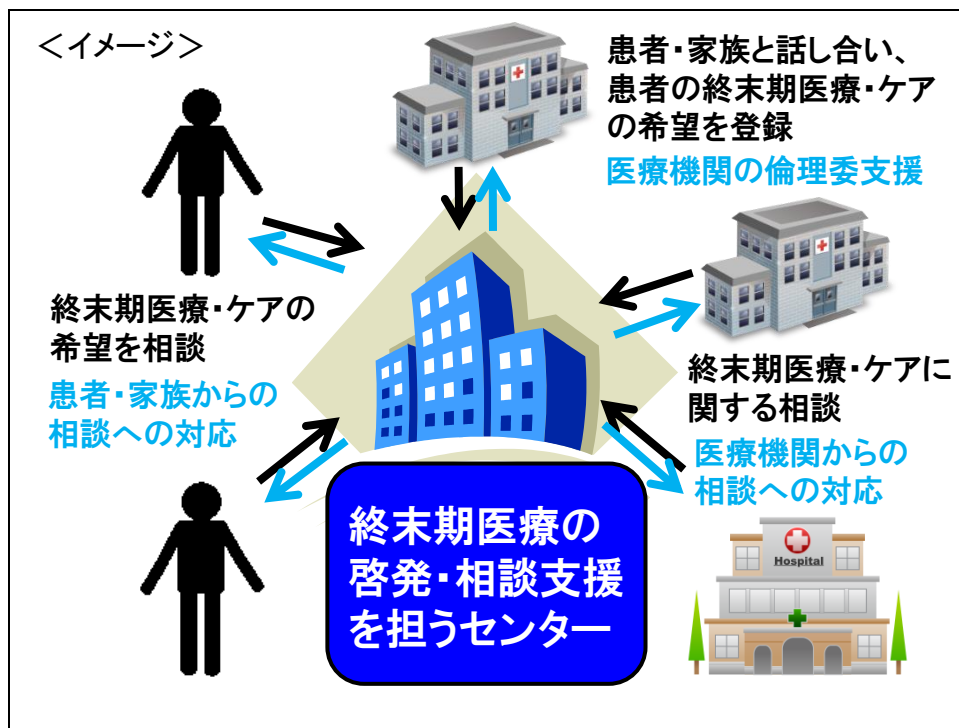 ＜イメージ＞
患者・家族と話し合い、
患者の終末期医療・ケア
の希望を登録
医療機関の倫理委支援
終末期医療・ケアの
希望を相談
患者・家族からの
相談への対応
終末期医療・ケアに
関する相談
医療機関からの
相談への対応
終末期医療の
啓発・相談支援
を担うセンター
Hospital